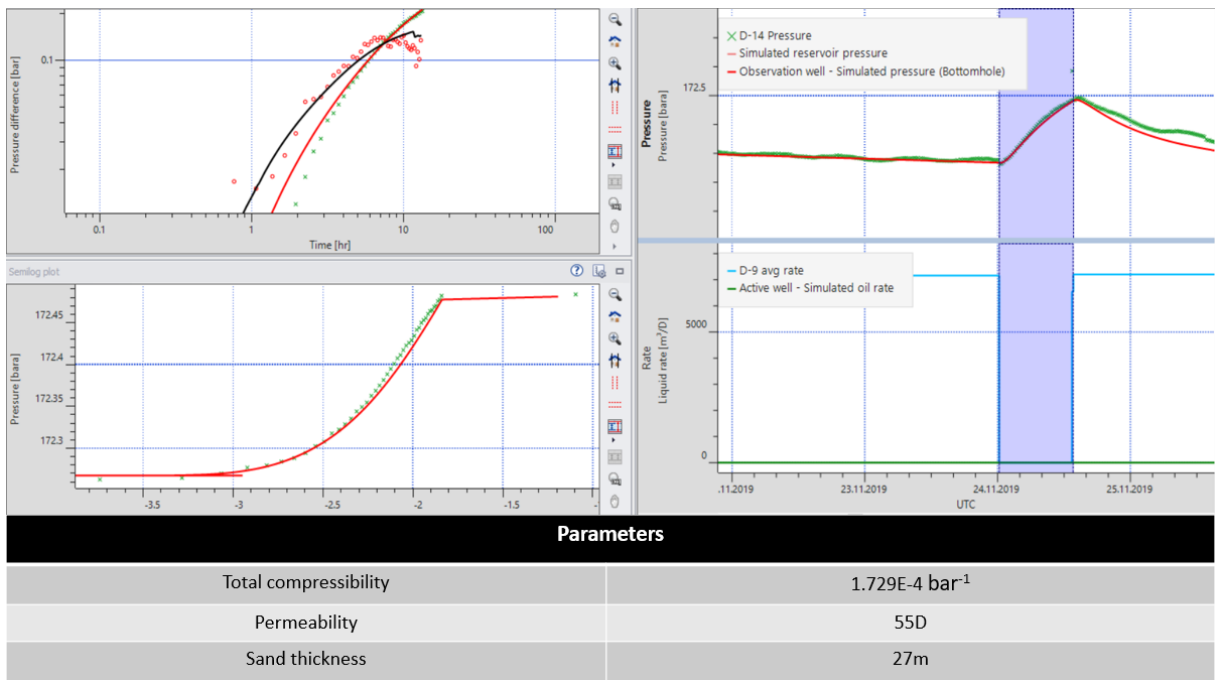 Pressure difference [bar]
0.1
0.1
1
10
100
Time [hr]
Semilog plot
Pressure [bara]
172.45
172.4
172.35
172.3
-3.5
-3
-2.5
-2
-1.5
D-14 Pressure
Simulated reservoir pressure
Observation well - Simulated pressure (Bottomhole)
Pressure
Pressure [bara]
172.5
D-9 avg rate
Active well - Simulated oil rate
Rate
Liquid rate [m³/D]
5000
0
.11.2019
23.11.2019
24.11.2019
25.11.2019
UTC
Parameters
Total compressibility
1.729E-4 bar-1
Permeability
55D
Sand thickness
27m